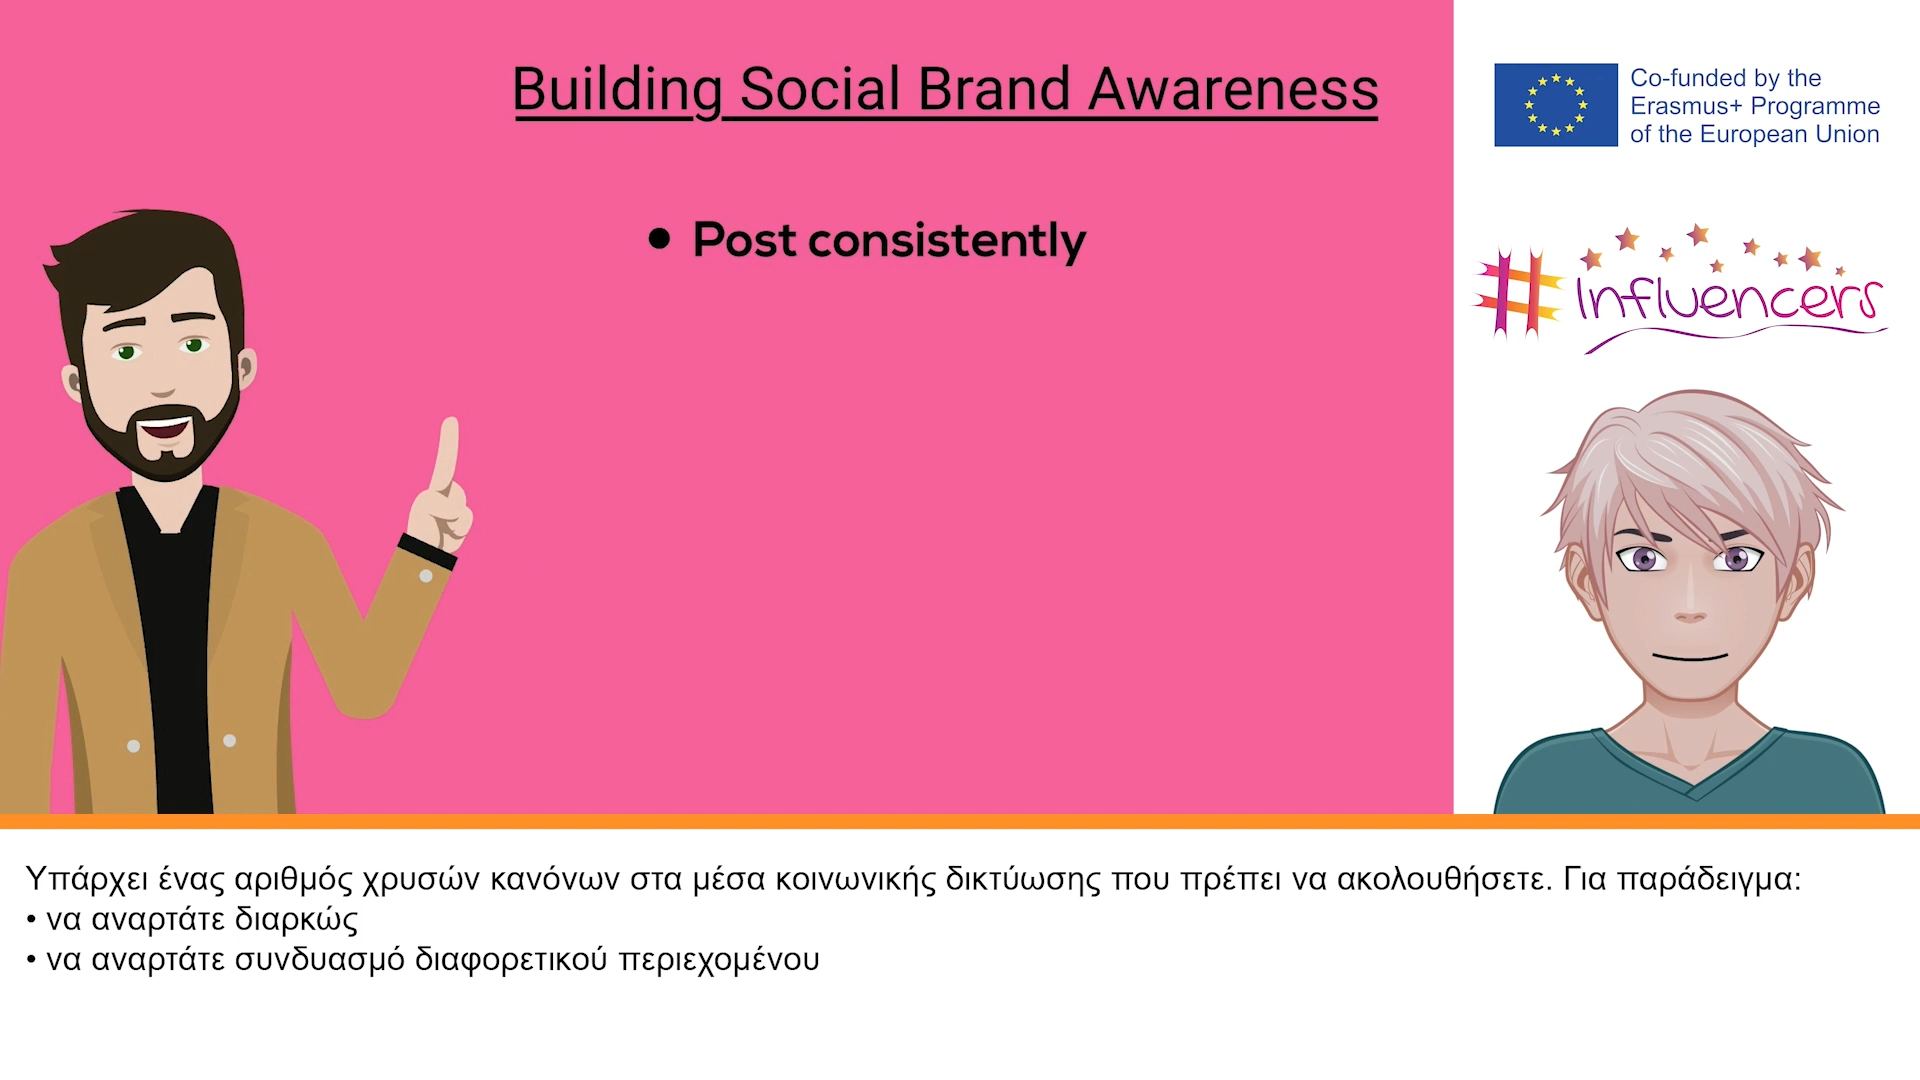 Building Social Brand Awareness
• Post consistently
Co-funded by the
Erasmus+ Programme
of the European Union
#Influencers
Υπάρχει ένας αριθμός χρυσών κανόνων στα μέσα κοινωνικής δικτύωσης που πρέπει να ακολουθήσετε. Για παράδειγμα:
• να αναρτάτε διαρκώς
• να αναρτάτε συνδυασμό διαφορετικού περιεχομένου